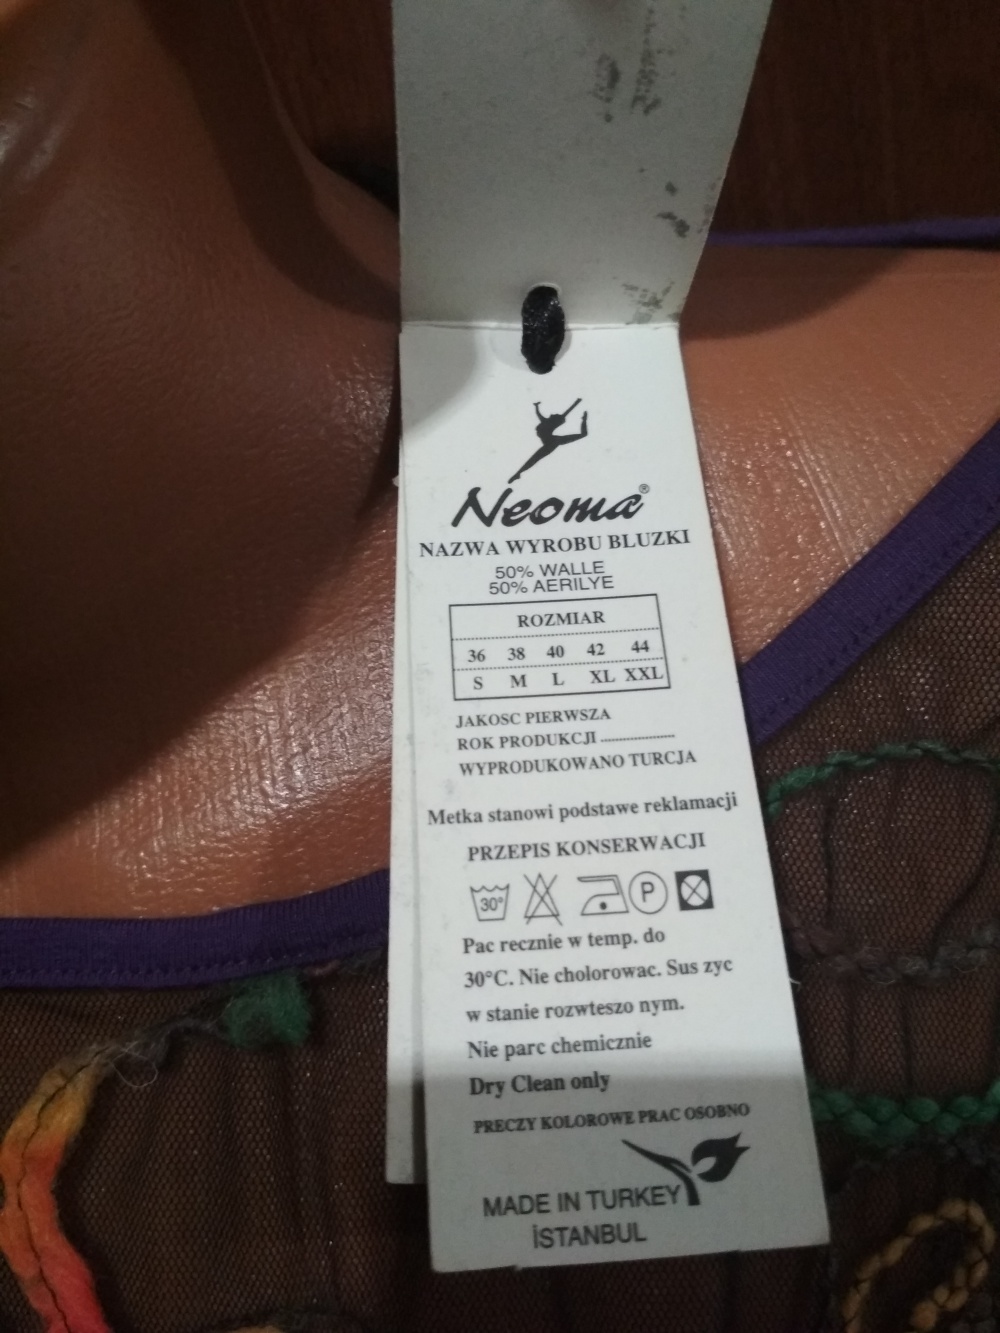 Neoma®
NAZWA WYROBU BLUZKI
50% WALLE
50% AERILYE
ROZMIAR
36 38 40 42 44
S M L XL XXL
JAKOSC PIERWSZA
ROK PRODUKCJI ....................
WYPRODUKOWANO TURCJA
Metka stanowi podstawe reklamacji
PRZEPIS KONSERWACJI
30° P
Pac recznie w temp. do
30°C. Nie cholorowac. Sus zyc
w stanie rozwteszo nym.
Nie parc chemicznie
Dry Clean only
PRECZY KOLOROWE PRAC OSOBNO
MADE IN TURKEY
İSTANBUL